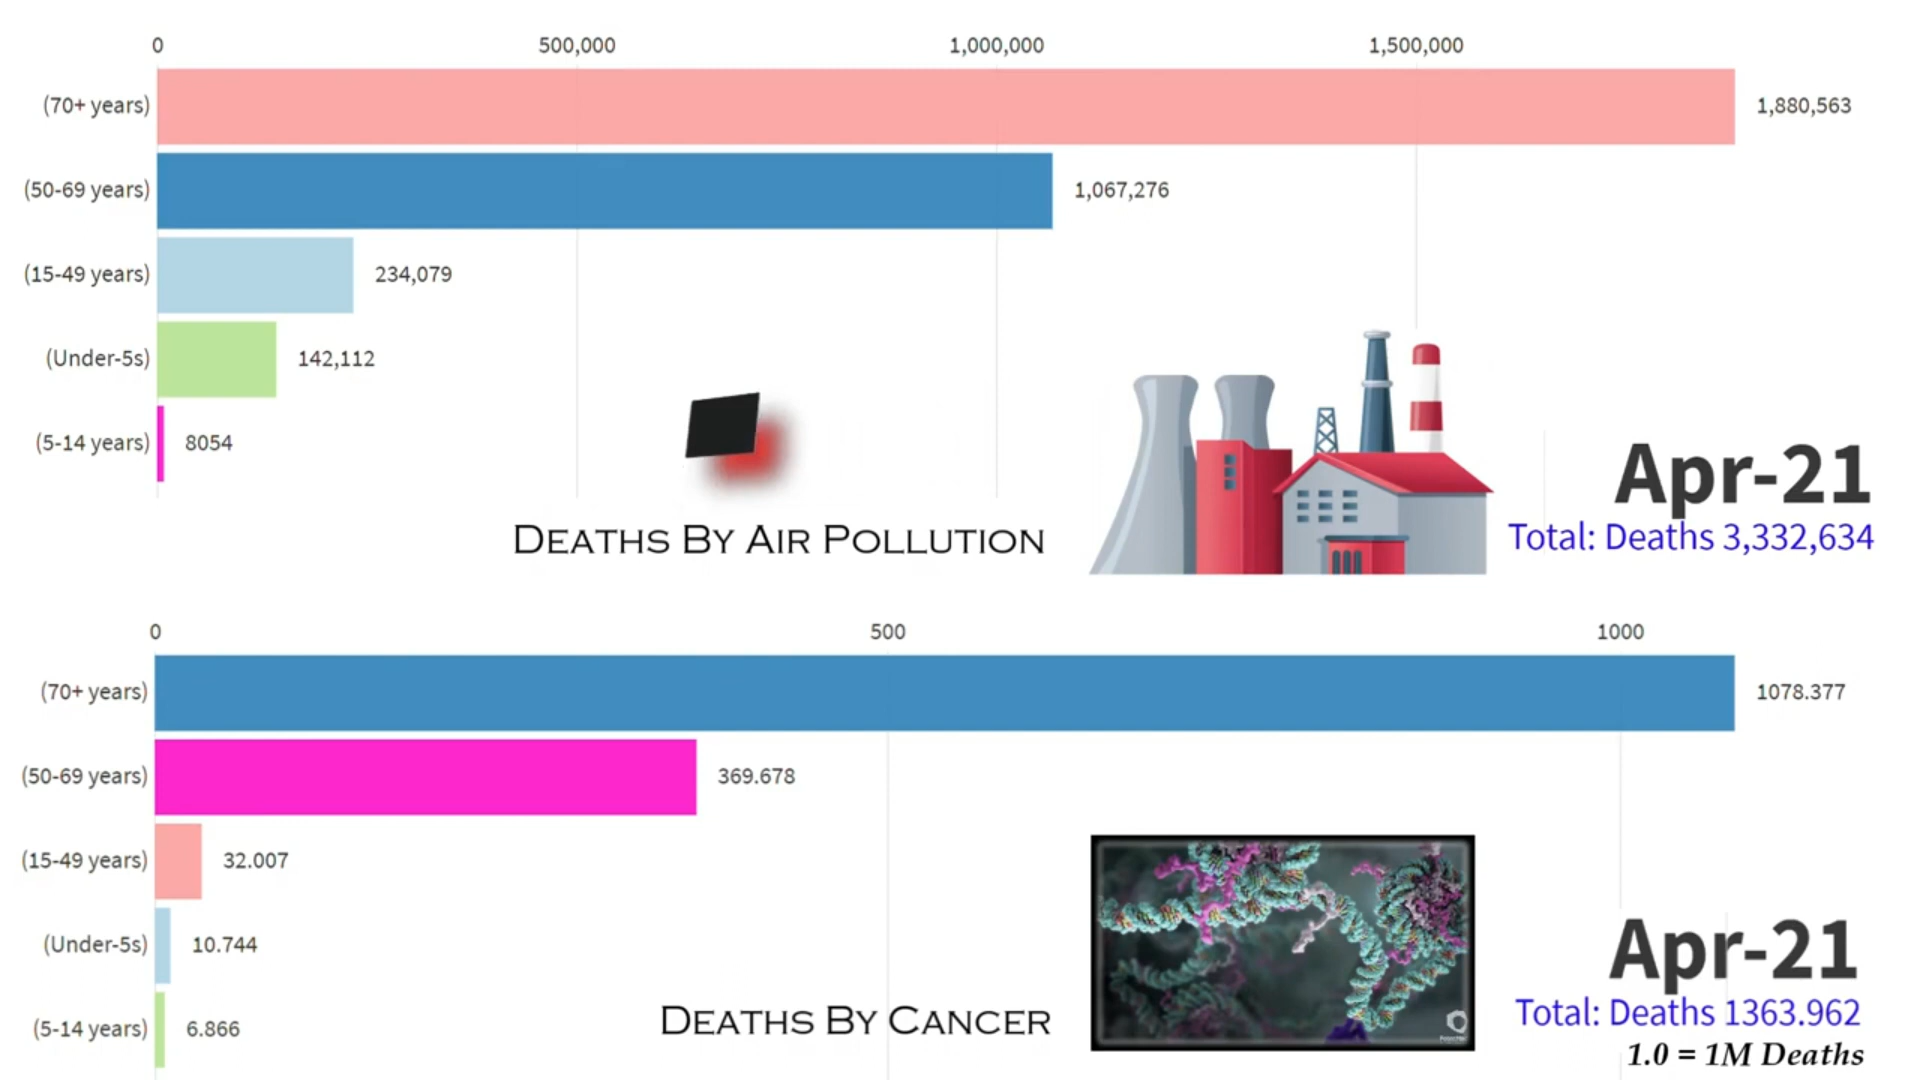 0 500,000 1,000,000 1,500,000
(70+ years) 1,880,563
(50-69 years) 1,067,276
(15-49 years) 234,079
(Under-5s) 142,112
(5-14 years) 8054
Apr-21
Total: Deaths 3,332,634
Deaths By Air Pollution
0 500 1000
(70+ years) 1078.377
(50-69 years) 369.678
(15-49 years) 32.007
(Under-5s) 10.744
(5-14 years) 6.866
Apr-21
Total: Deaths 1363.962
Deaths By Cancer
1.0 = 1M Deaths